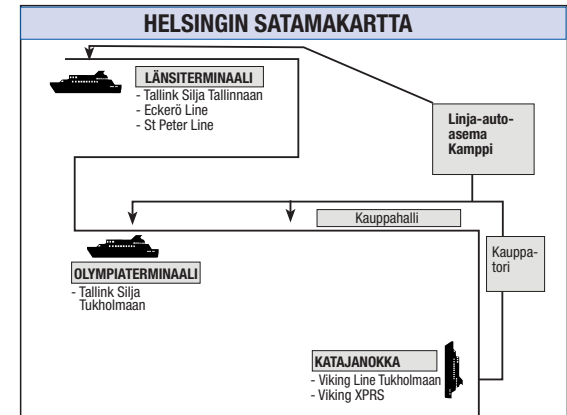 HELSINGIN SATAMAKARTTA
LÄNSITERMINAALI
- Tallink Silja Tallinnaan
- Eckerö Line
- St Peter Line
Linja-auto-
asema
Kamppi
Kauppahalli
Kauppa-
tori
OLYMPIATERMINAALI
- Tallink Silja
Tukholmaan
KATAJANOKKA
- Viking Line Tukholmaan
- Viking XPRS